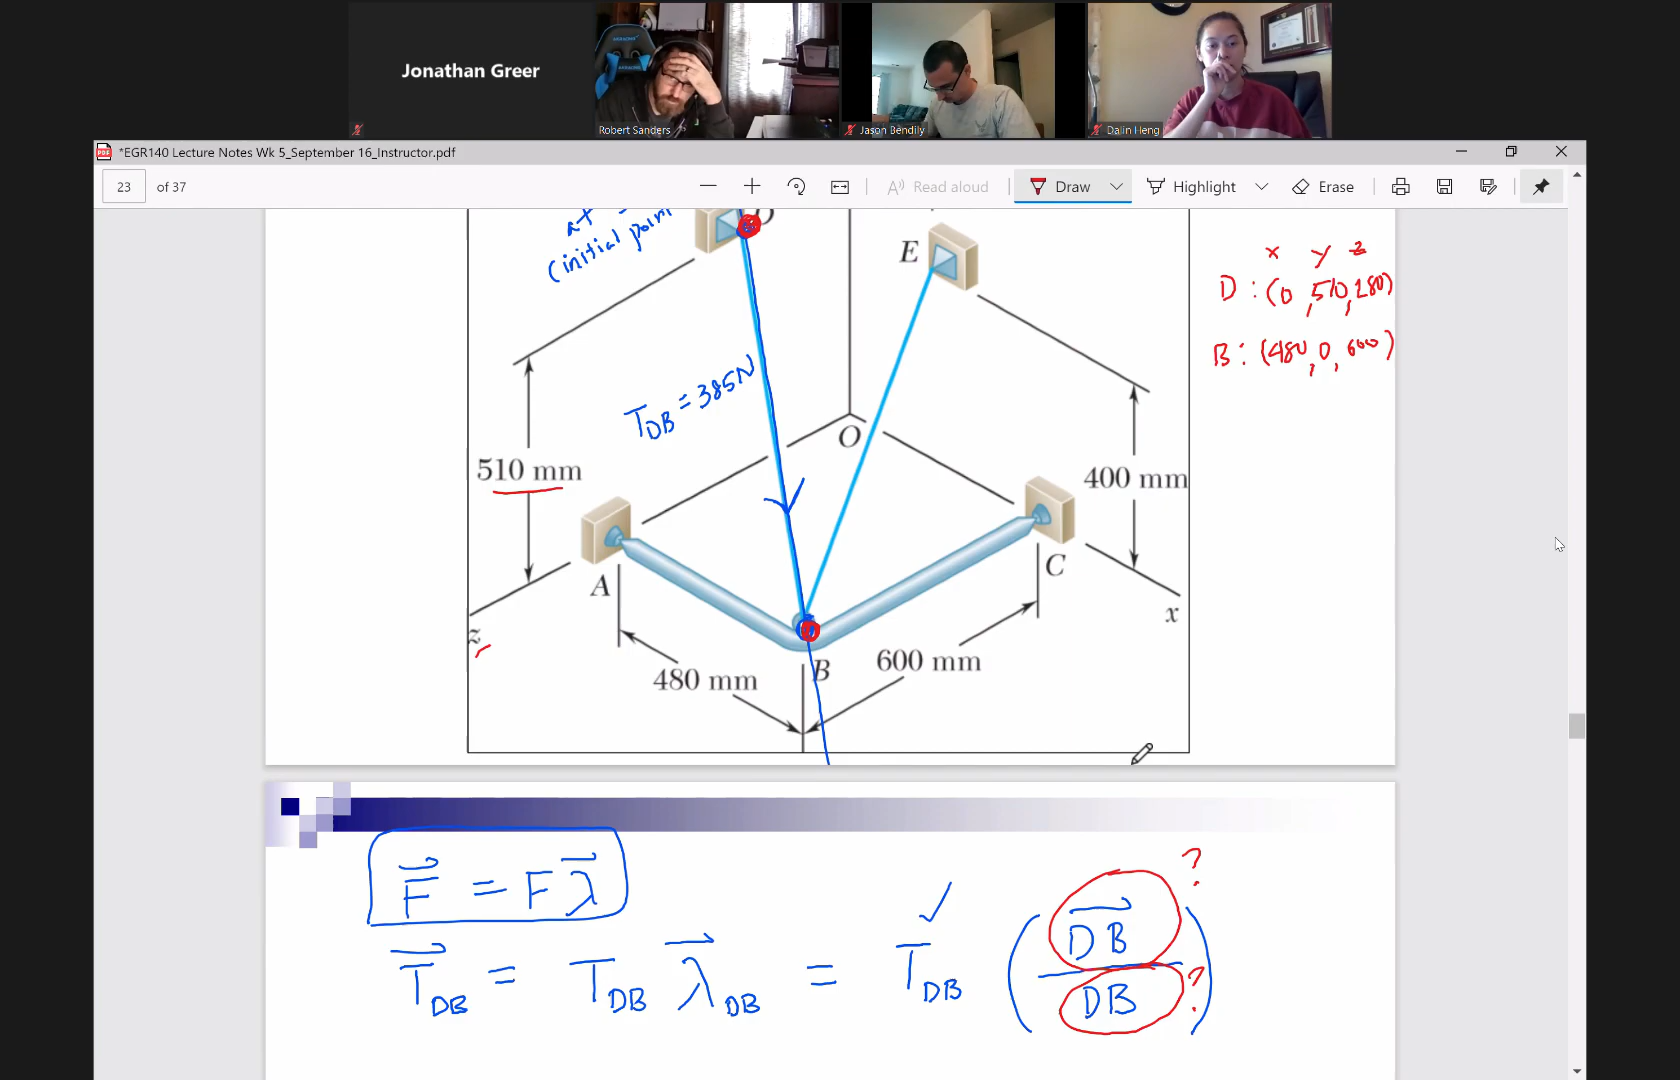 Jonathan Greer
Robert Sanders
Jason Bendily
Dalin Heng
*EGR140 Lecture Notes Wk 5_September 16_Instructor.pdf
23 of 37
Read aloud
Draw
Highlight
Erase
at
(initial point
D
E
x y z
D : (0, 510, 280)
B : (480, 0, 600)
T_DB = 385N
O
510 mm
400 mm
A
C
z
x
480 mm
B
600 mm
F = F λ
?
T_DB = T_DB λ_DB = T_DB ( DB / DB )
?